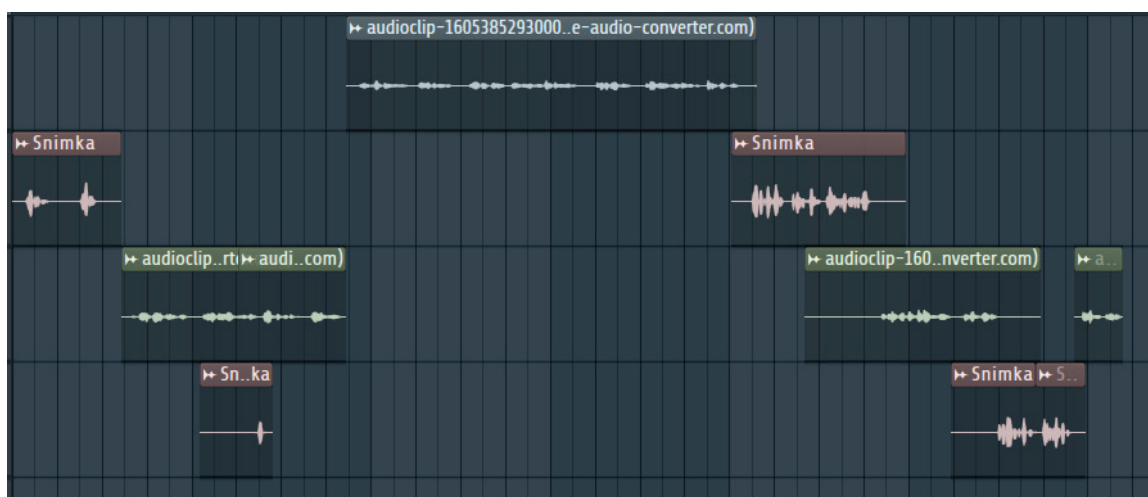 audioclip-1605385293000..e-audio-converter.com)
Snimka
Snimka
audioclip..rt
audi..com)
audioclip-160..nverter.com)
a..
Sn..ka
Snimka
S..